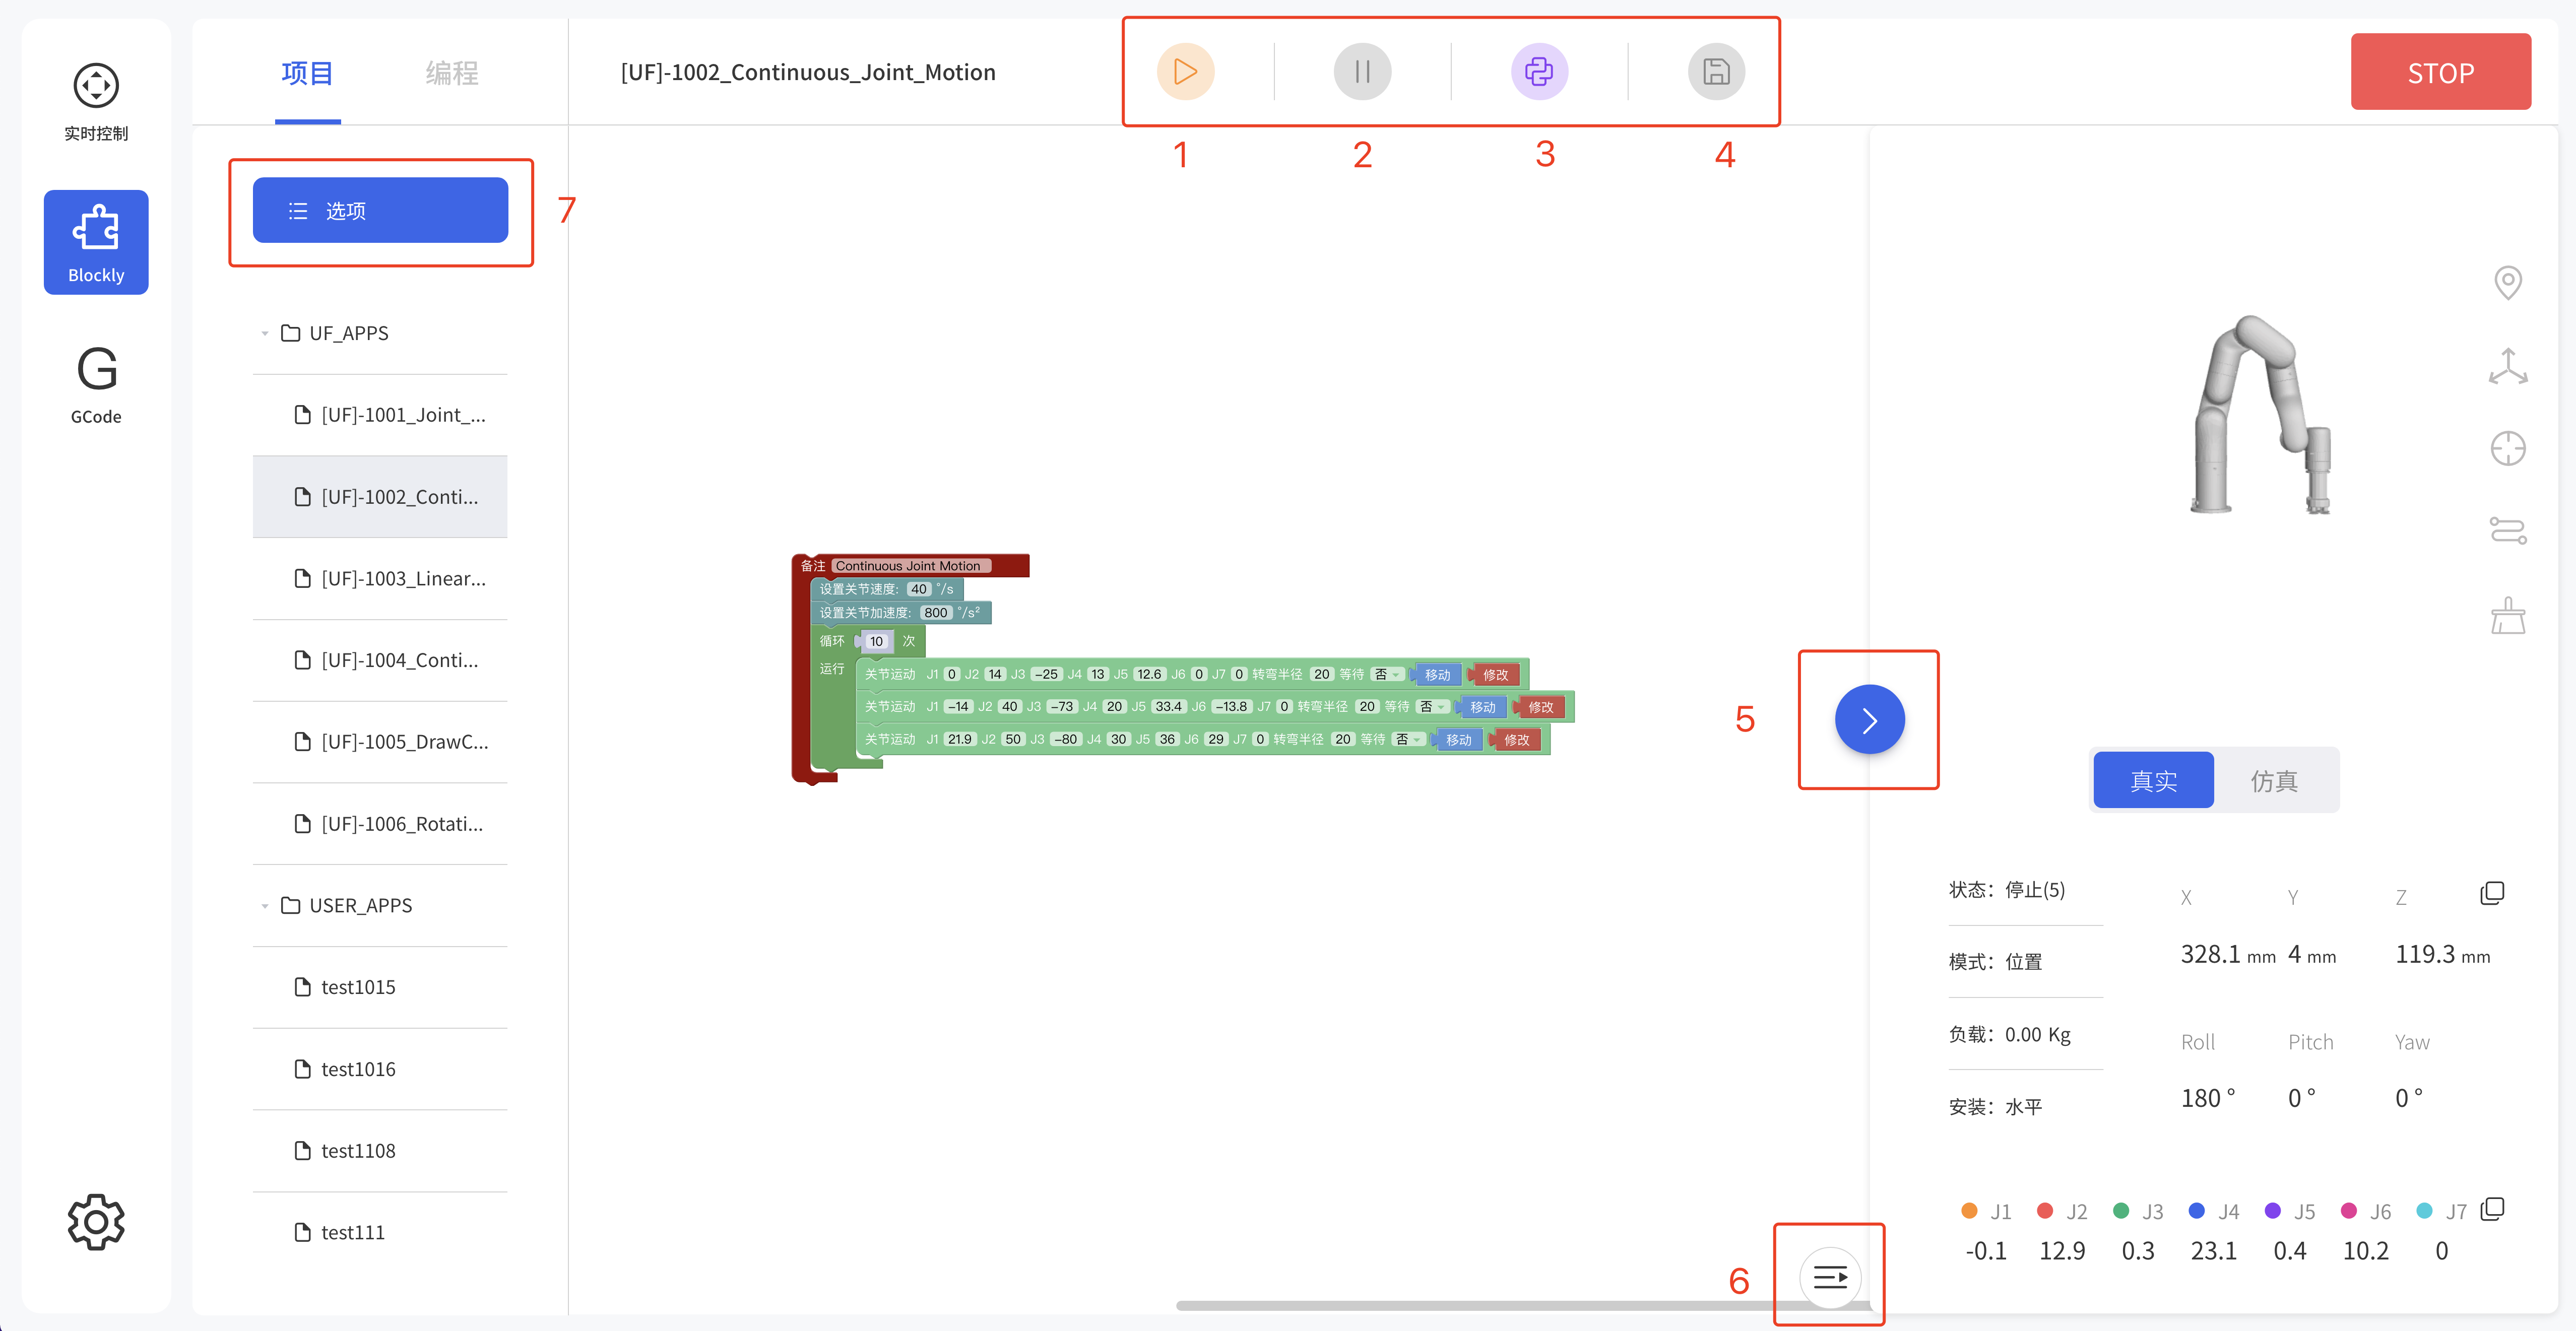 项目
编程
[UF]-1002_Continuous_Joint_Motion
STOP
1
2
3
4
实时控制
Blockly
G
GCode
选项
7
UF_APPS
[UF]-1001_Joint_...
[UF]-1002_Conti...
[UF]-1003_Linear...
[UF]-1004_Conti...
[UF]-1005_DrawC...
[UF]-1006_Rotati...
USER_APPS
test1015
test1016
test1108
test111
备注 Continuous Joint Motion
设置关节速度: 40 °/s
设置关节加速度: 800 °/s²
循环 10 次
运行
关节运动 J1 0 J2 14 J3 -25 J4 13 J5 12.6 J6 0 J7 0 转弯半径 20 等待 否 移动 修改
关节运动 J1 -14 J2 40 J3 -73 J4 20 J5 33.4 J6 -13.8 J7 0 转弯半径 20 等待 否 移动 修改
关节运动 J1 21.9 J2 50 J3 -80 J4 30 J5 36 J6 29 J7 0 转弯半径 20 等待 否 移动 修改
5
6
真实
仿真
状态：停止(5)
模式：位置
负载：0.00 Kg
安装：水平
X Y Z
328.1 mm 4 mm 119.3 mm
Roll Pitch Yaw
180 ° 0 ° 0 °
J1 J2 J3 J4 J5 J6 J7
-0.1 12.9 0.3 23.1 0.4 10.2 0